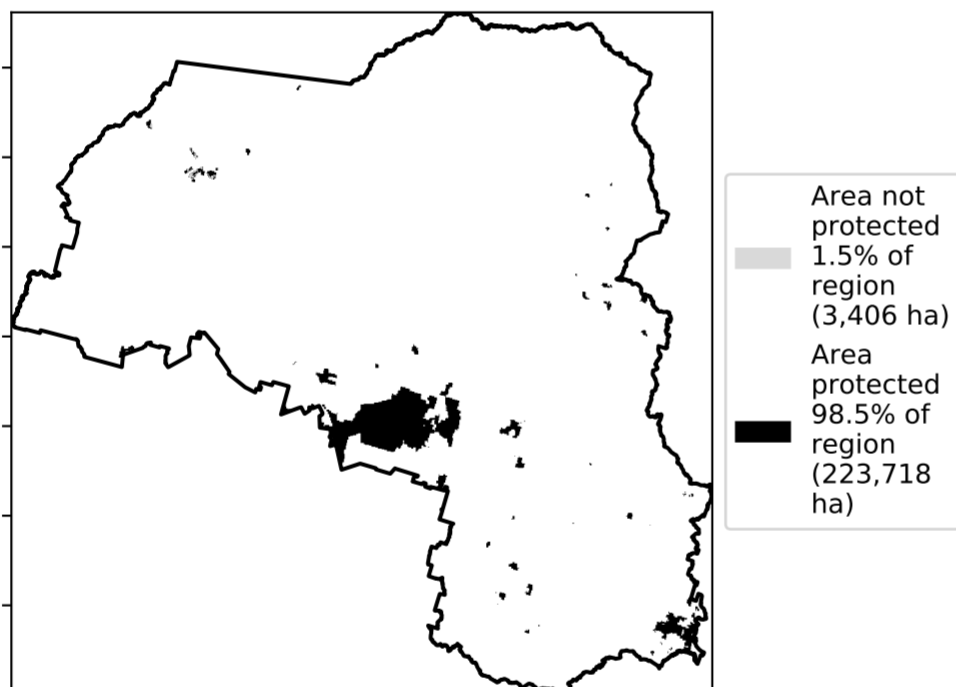 Area not
protected
1.5% of
region
(3,406 ha)
Area
protected
98.5% of
region
(223,718
ha)